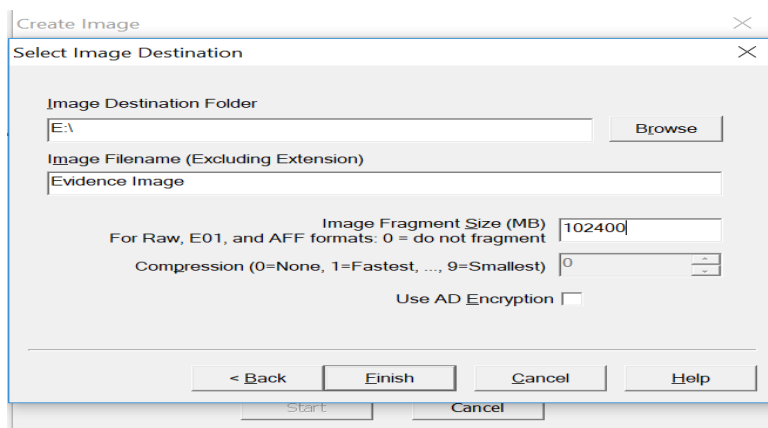 Create Image
Select Image Destination
Image Destination Folder
E:\
Browse
Image Filename (Excluding Extension)
Evidence Image
Image Fragment Size (MB)
For Raw, E01, and AFF formats: 0 = do not fragment
102400
Compression (0=None, 1=Fastest, ..., 9=Smallest)
0
Use AD Encryption
< Back
Finish
Cancel
Help
Start
Cancel